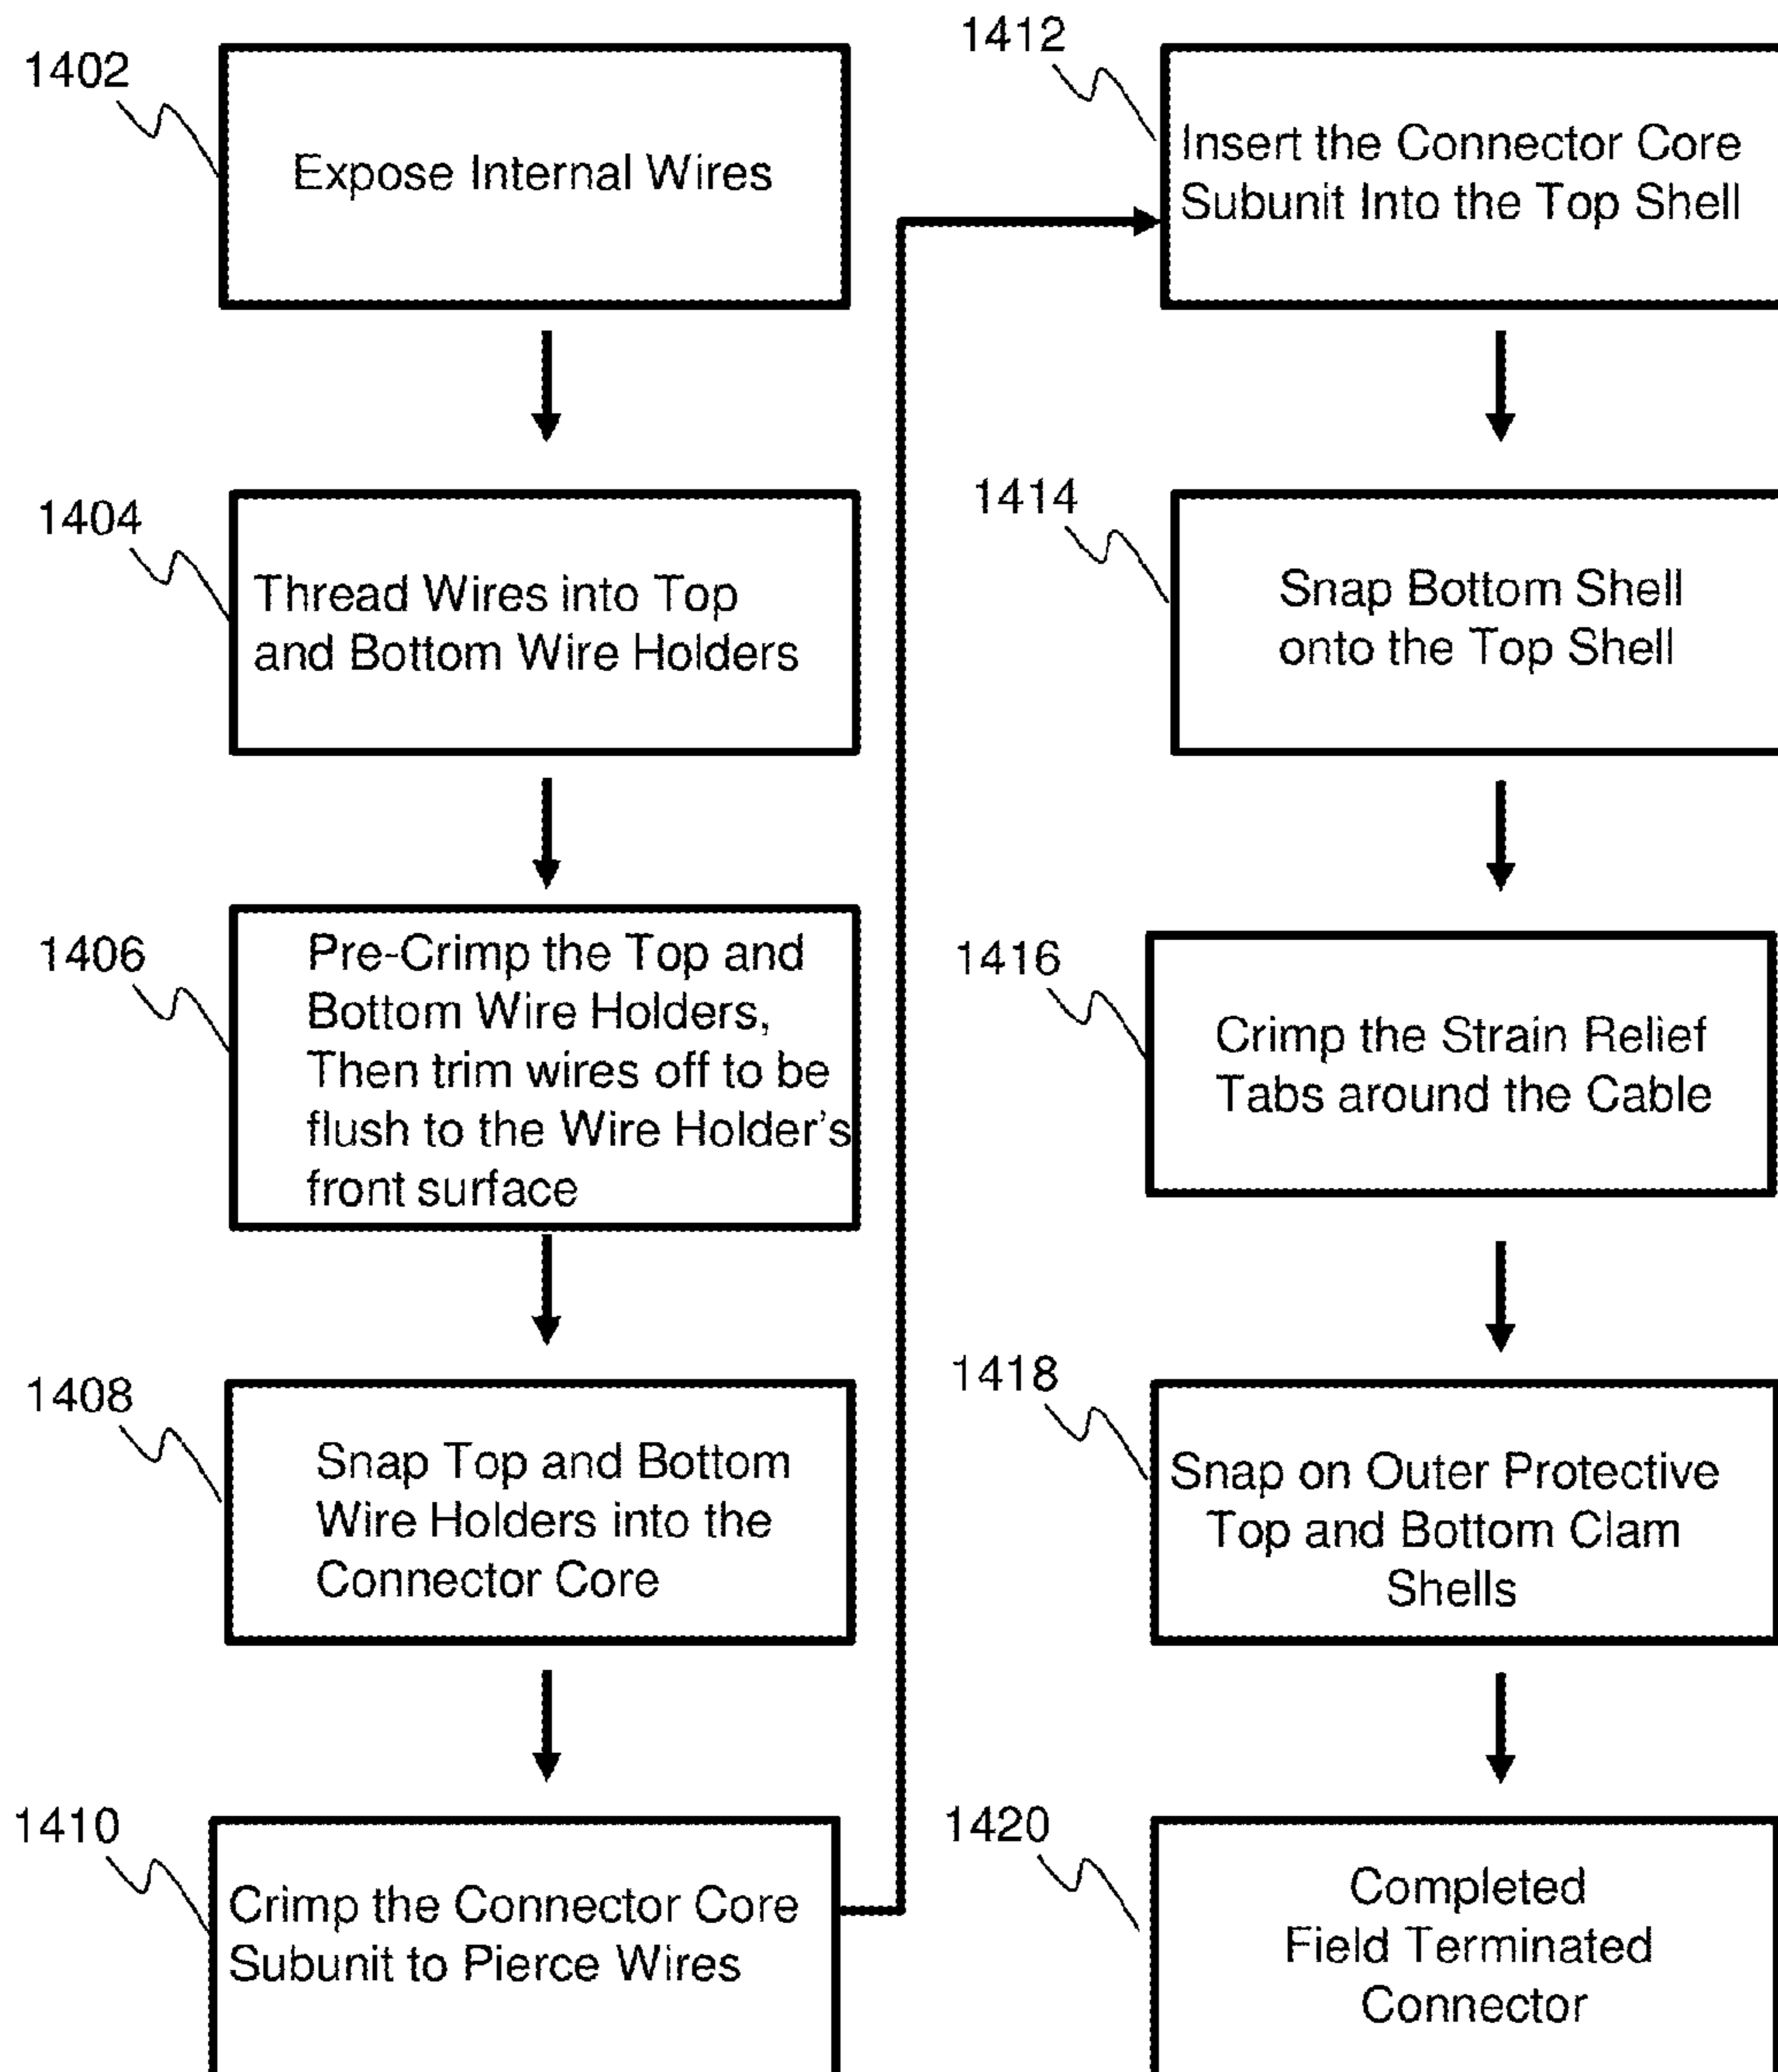 1402
Expose Internal Wires
1404
Thread Wires into Top
and Bottom Wire Holders
1406
Pre-Crimp the Top and
Bottom Wire Holders,
Then trim wires off to be
flush to the Wire Holder's
front surface
1408
Snap Top and Bottom
Wire Holders into the
Connector Core
1410
Crimp the Connector Core
Subunit to Pierce Wires
1412
Insert the Connector Core
Subunit Into the Top Shell
1414
Snap Bottom Shell
onto the Top Shell
1416
Crimp the Strain Relief
Tabs around the Cable
1418
Snap on Outer Protective
Top and Bottom Clam
Shells
1420
Completed
Field Terminated
Connector